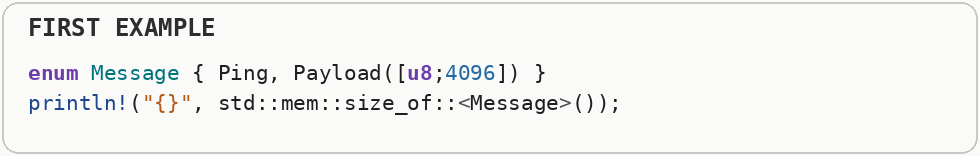 FIRST EXAMPLE
enum Message { Ping, Payload([u8;4096]) }
println!("{}", std::mem::size_of::<Message>());